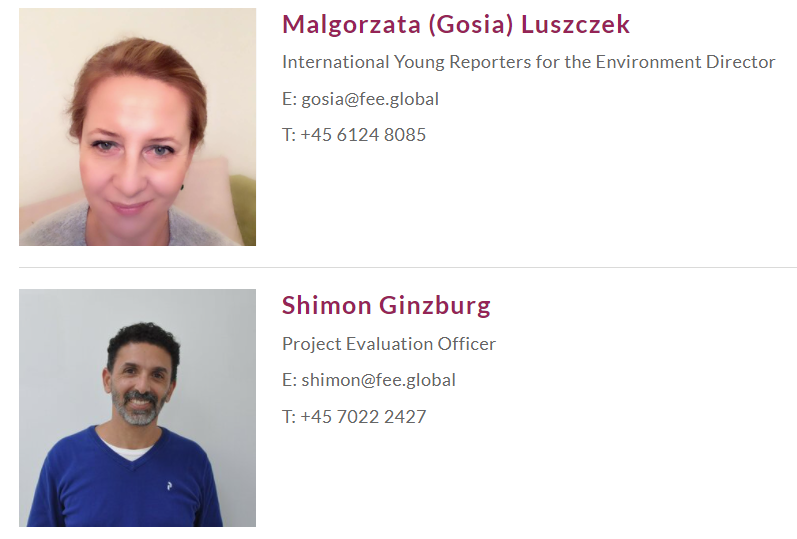 Malgorzata (Gosia) Luszczek
International Young Reporters for the Environment Director
E: gosia@fee.global
T: +45 6124 8085
Shimon Ginzburg
Project Evaluation Officer
E: shimon@fee.global
T: +45 7022 2427